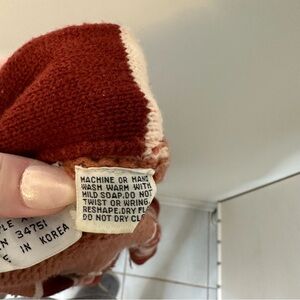 MACHINE OR HAND
WASH WARM WITH
MILD SOAP. DO NOT
TWIST OR WRING.
RESHAPE. DRY FL
DO NOT DRY CL
PLE
N 34751
E IN KOREA